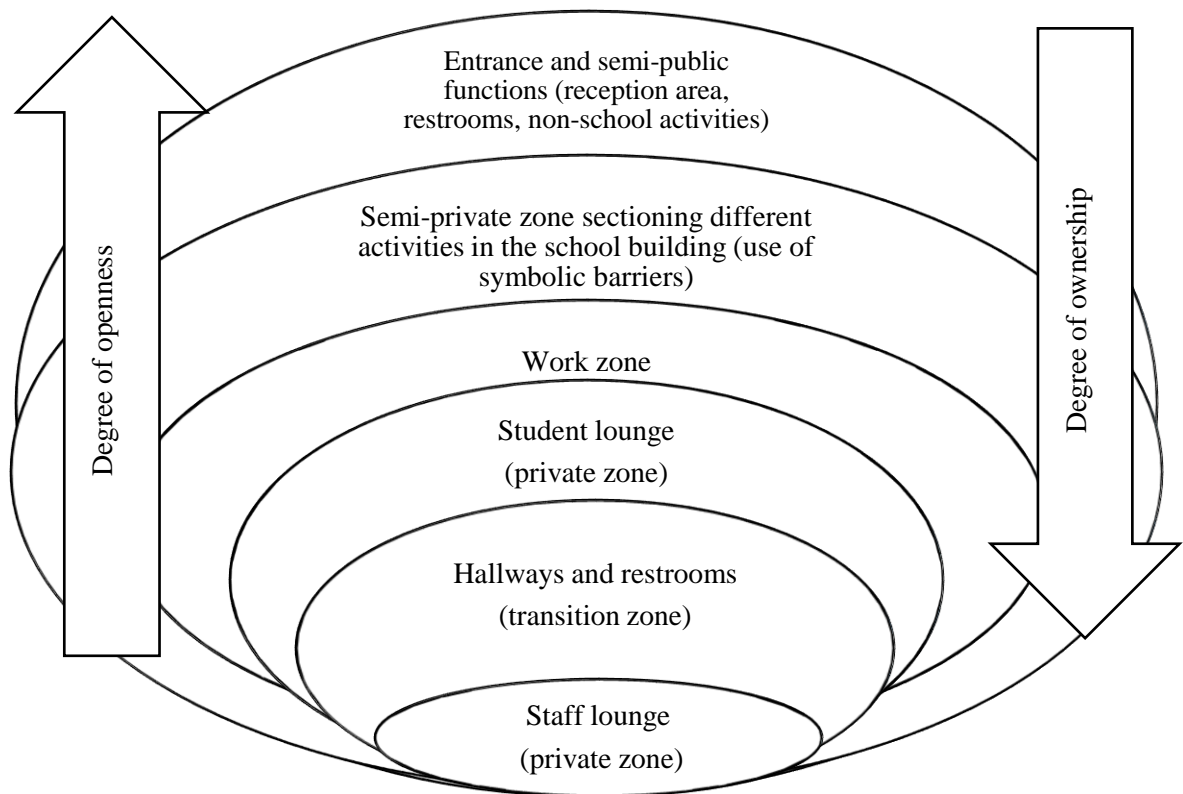 Entrance and semi-public
functions (reception area,
restrooms, non-school activities)
Semi-private zone sectioning different
activities in the school building (use of
symbolic barriers)
Work zone
Student lounge
(private zone)
Hallways and restrooms
(transition zone)
Staff lounge
(private zone)
Degree of openness
Degree of ownership